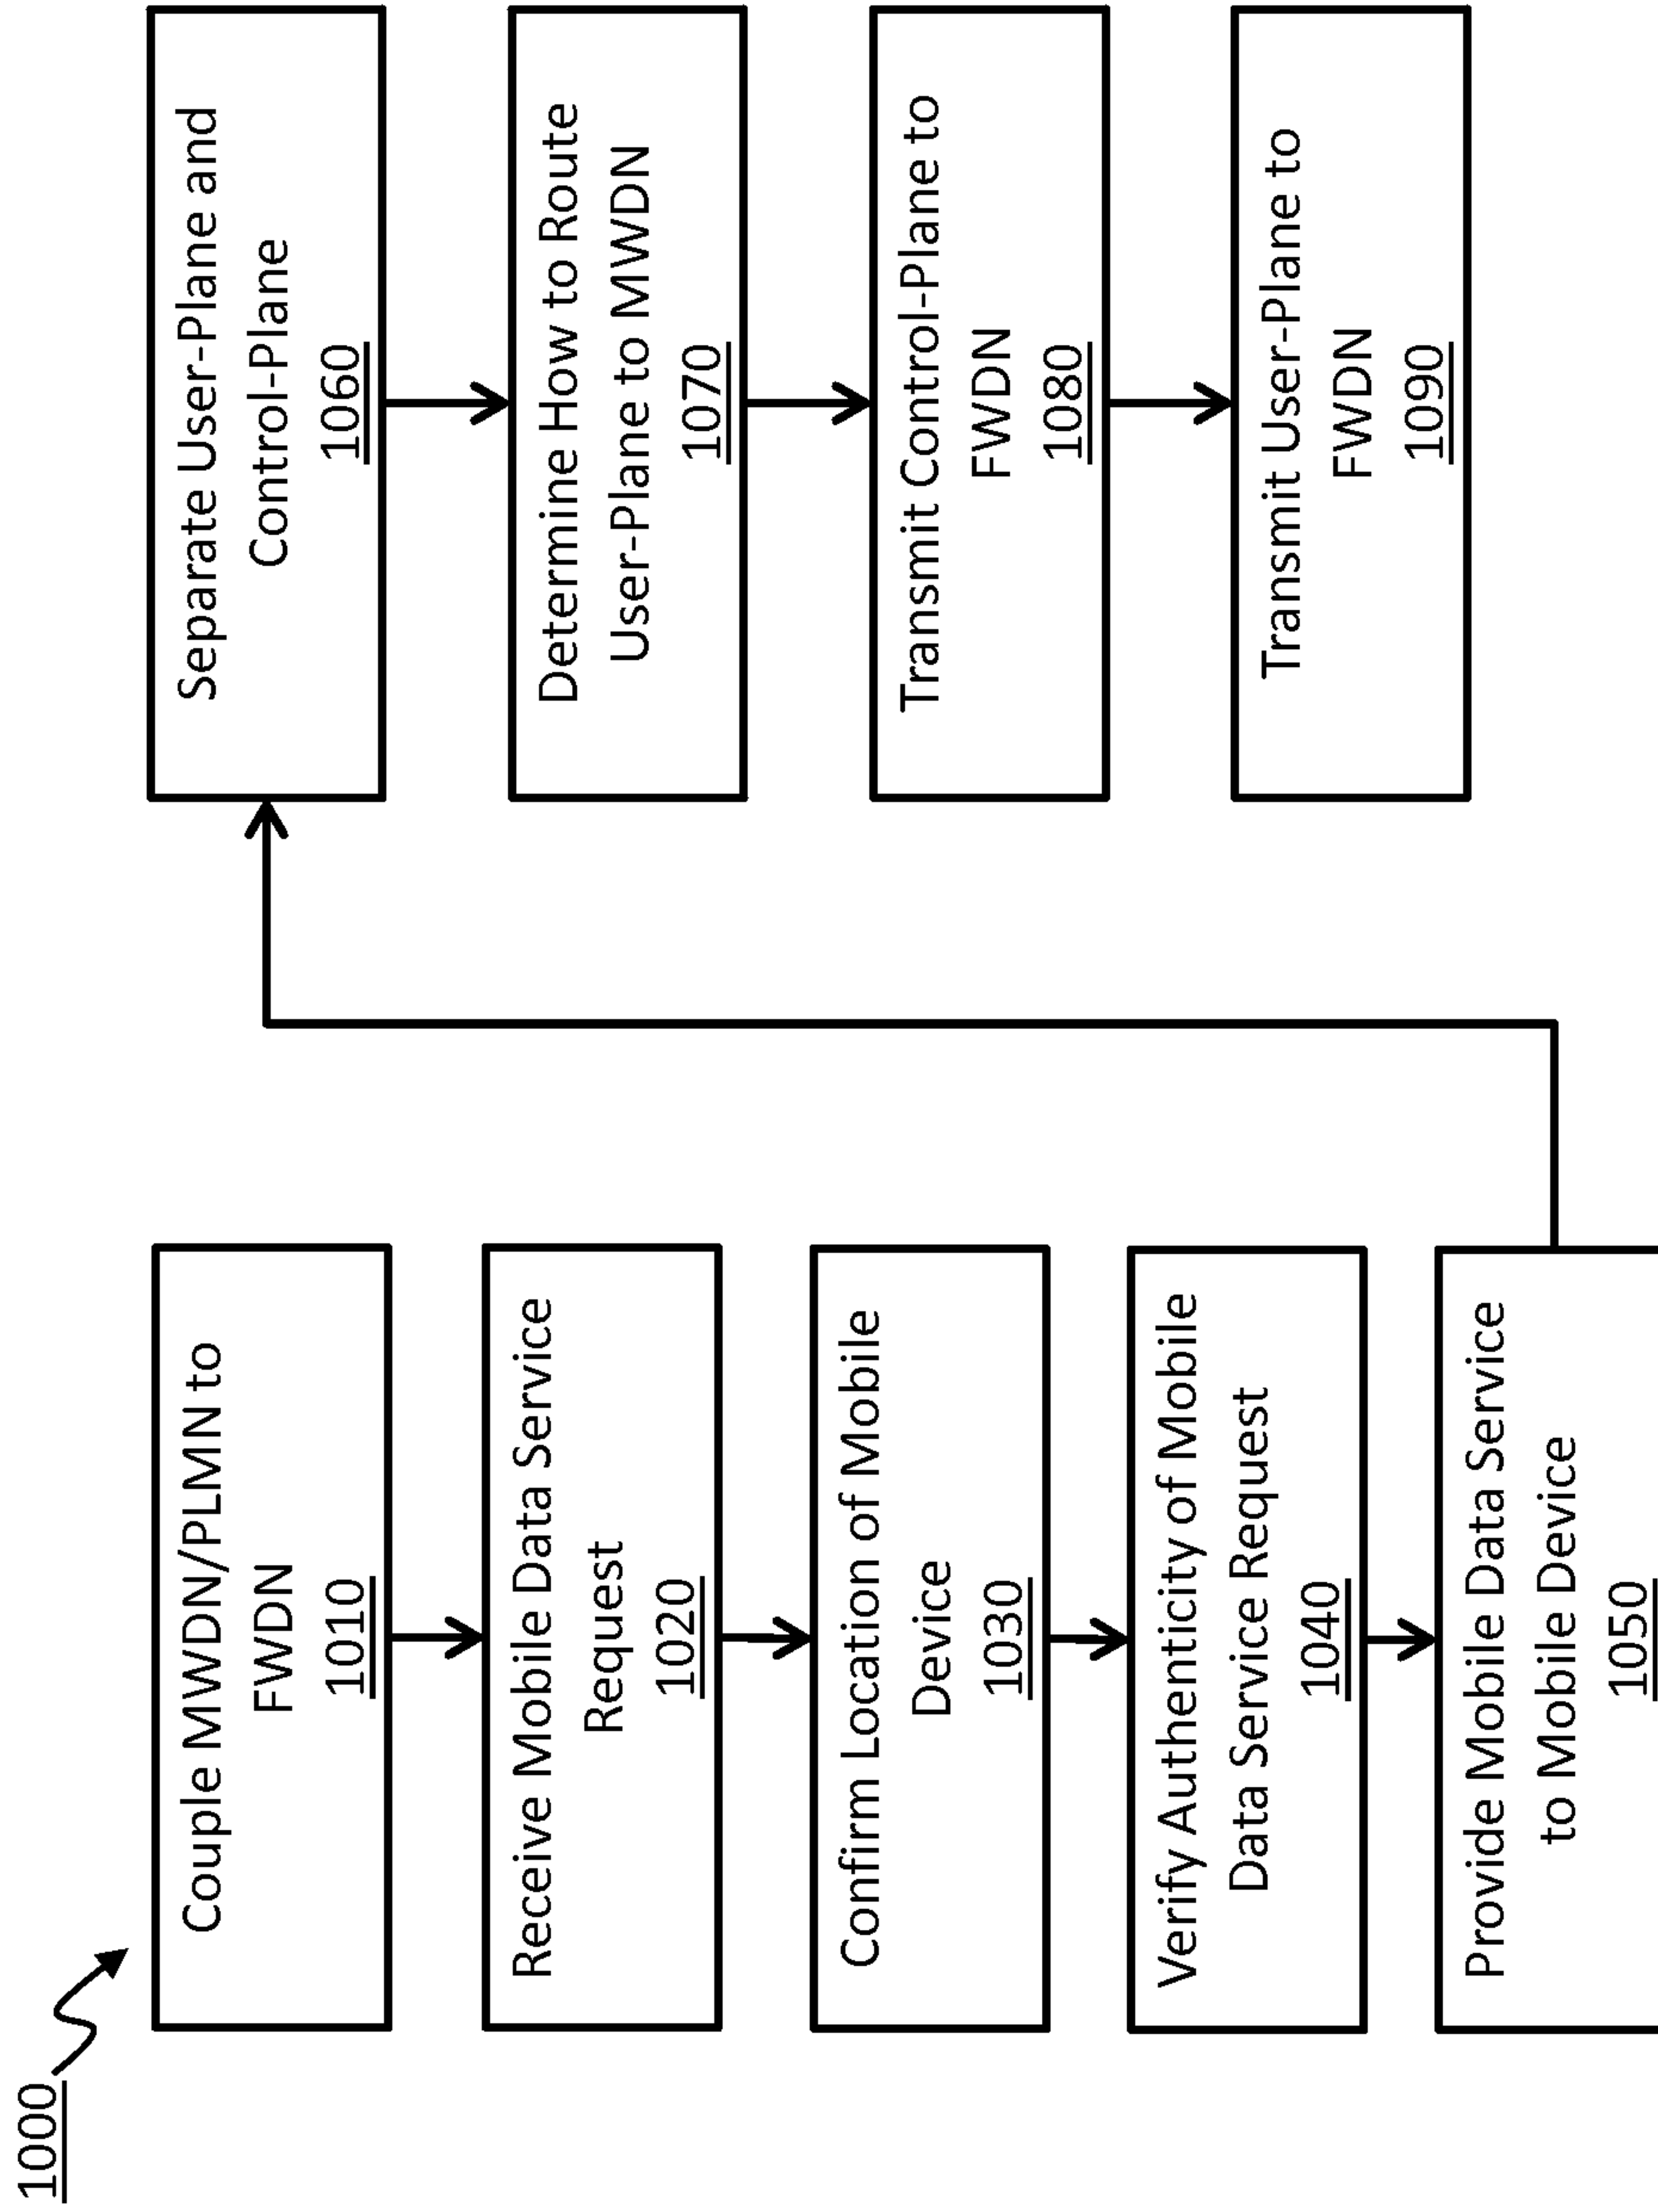 1000
Couple MWDN/PLMN to
FWDN
1010
Receive Mobile Data Service
Request
1020
Confirm Location of Mobile
Device
1030
Verify Authenticity of Mobile
Data Service Request
1040
Provide Mobile Data Service
to Mobile Device
1050
Separate User-Plane and
Control-Plane
1060
Determine How to Route
User-Plane to MWDN
1070
Transmit Control-Plane to
FWDN
1080
Transmit User-Plane to
FWDN
1090